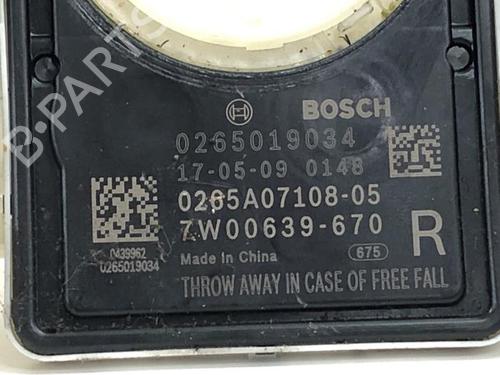 BOSCH
0265019034
17-05-09 0148
0265A07108-05
7W00639-670
R
0439962
0265019034
Made in China
675
THROW AWAY IN CASE OF FREE FALL
B-PARTS